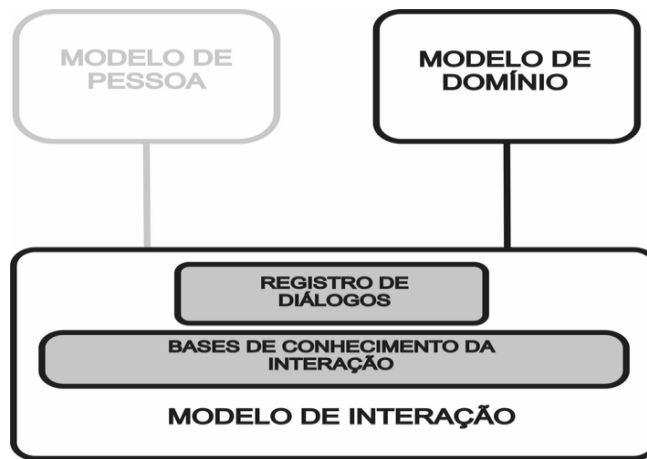 MODELO DE
PESSOA
MODELO DE
DOMÍNIO
REGISTRO DE
DIÁLOGOS
BASES DE CONHECIMENTO DA
INTERAÇÃO
MODELO DE INTERAÇÃO